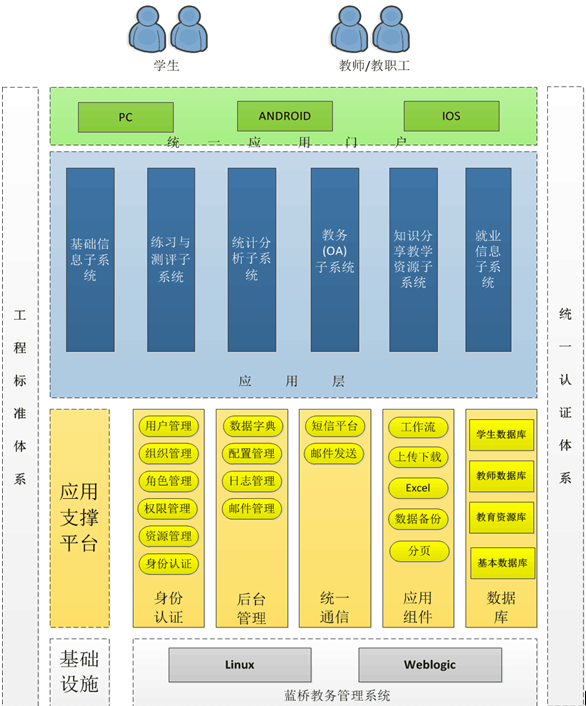 学生
教师/教职工
PC
ANDROID
IOS
统一应用门户
基础信
息子系
统
练习与
测评子
系统
统计分
析子系
统
教务
(OA)
子系统
知识分
享教学
资源子
系统
就业
信息
子系
统
应用层
工程标准体系
统一认证体系
应用
支撑
平台
用户管理
组织管理
角色管理
权限管理
资源管理
身份认证
身份
认证
数据字典
配置管理
日志管理
邮件管理
后台
管理
短信平台
邮件发送
统一
通信
工作流
上传下载
Excel
数据备份
分页
应用
组件
学生数据库
教师数据库
教育资源库
基本数据库
数据
库
基础
设施
Linux
Weblogic
蓝桥教务管理系统